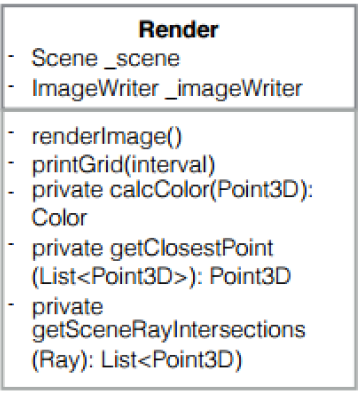 Render
- Scene _scene
- ImageWriter _imageWriter
- renderImage()
- printGrid(interval)
- private calcColor(Point3D):
Color
- private getClosestPoint
(List<Point3D>): Point3D
- private
getSceneRayIntersections
(Ray): List<Point3D)